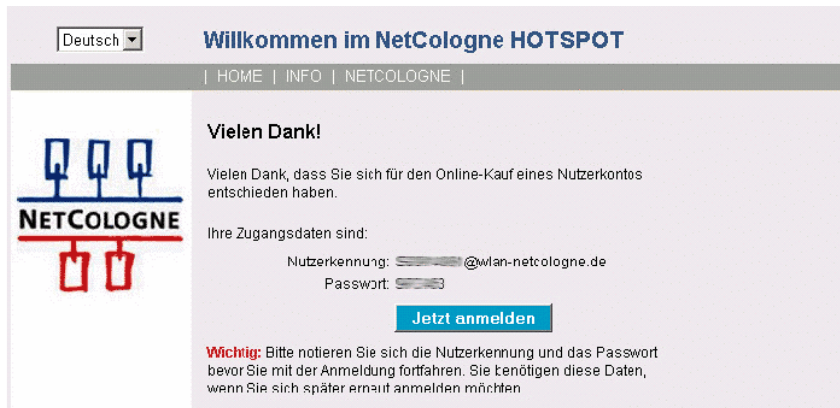 Deutsch
Willkommen im NetCologne HOTSPOT
| HOME | INFO | NETCOLOGNE |
NETCOLOGNE
Vielen Dank!
Vielen Dank, dass Sie sich für den Online-Kauf eines Nutzerkontos
entschieden haben.
Ihre Zugangsdaten sind:
Nutzerkennung: @wlan-netcologne.de
Passwort:
Jetzt anmelden
Wichtig: Bitte notieren Sie sich die Nutzerkennung und das Passwort
bevor Sie mit der Anmeldung fortfahren. Sie benötigen diese Daten,
wenn Sie sich später erneut anmelden möchten